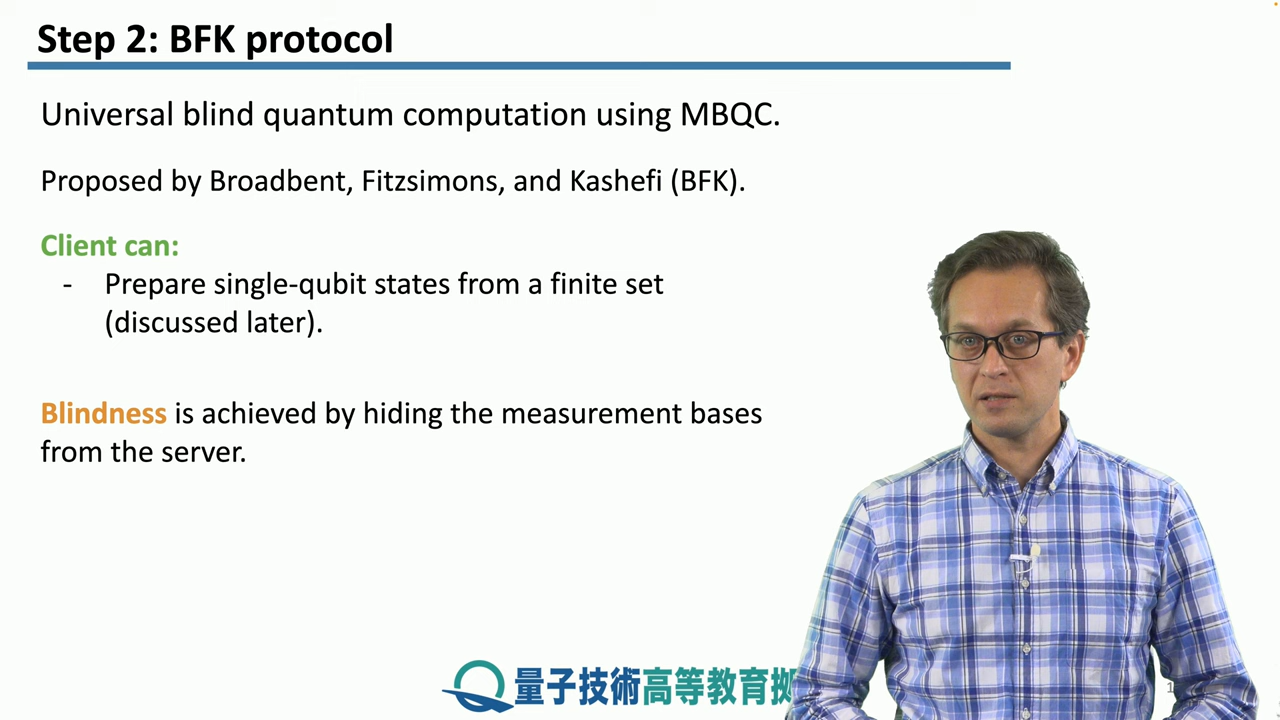 Step 2: BFK protocol
Universal blind quantum computation using MBQC.
Proposed by Broadbent, Fitzsimons, and Kashefi (BFK).
Client can:
- Prepare single-qubit states from a finite set
(discussed later).
Blindness is achieved by hiding the measurement bases
from the server.
量子技術高等教育拠